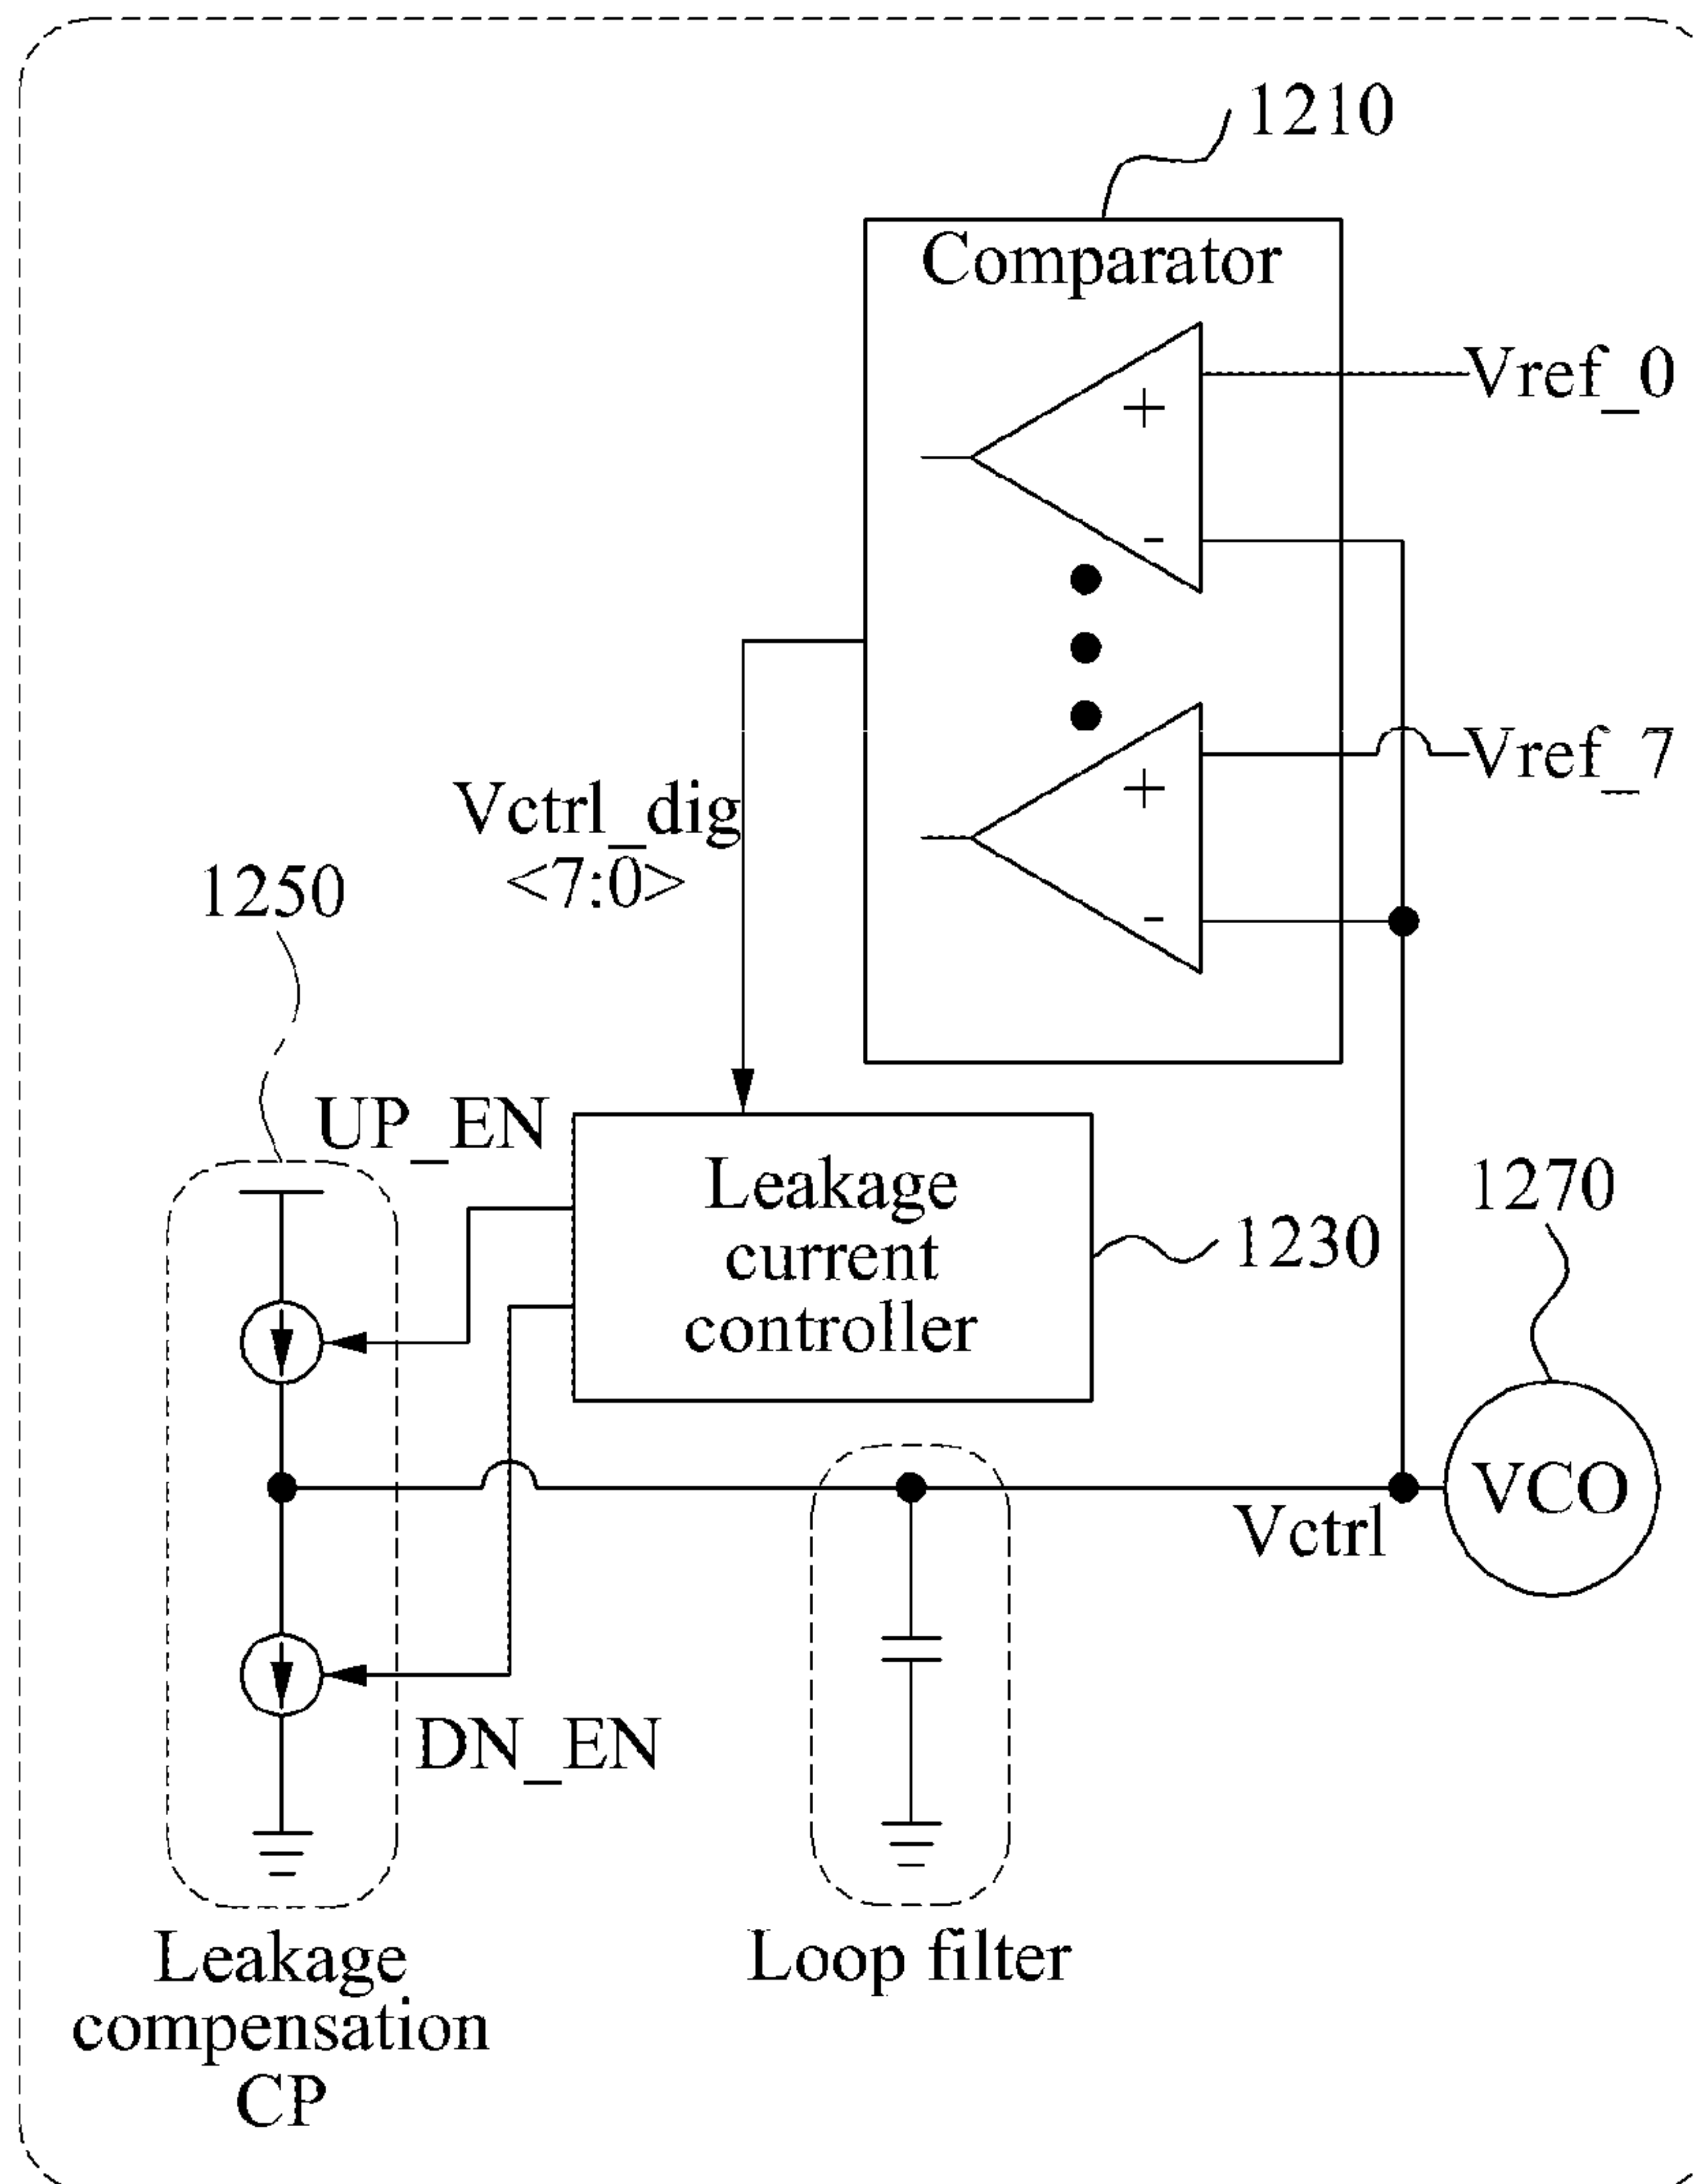 1210
Comparator
+
Vref_0
-
+
Vref_7
-
Vctrl_dig
<7:0>
1250
UP_EN
Leakage
current
controller
1230
1270
VCO
Vctrl
DN_EN
Leakage
compensation
CP
Loop filter